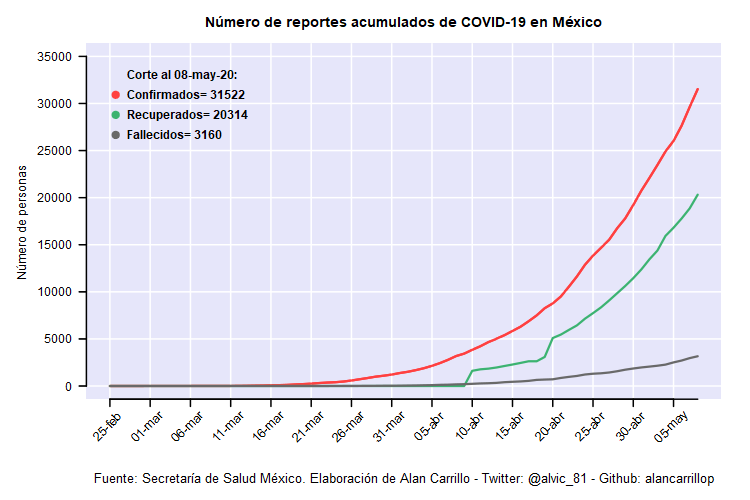 Número de reportes acumulados de COVID-19 en México
Número de personas
35000
30000
25000
20000
15000
10000
5000
0
Corte al 08-may-20:
Confirmados= 31522
Recuperados= 20314
Fallecidos= 3160
25-feb
01-mar
06-mar
11-mar
16-mar
21-mar
26-mar
31-mar
05-abr
10-abr
15-abr
20-abr
25-abr
30-abr
05-may
Fuente: Secretaría de Salud México. Elaboración de Alan Carrillo - Twitter: @alvic_81 - Github: alancarrillop